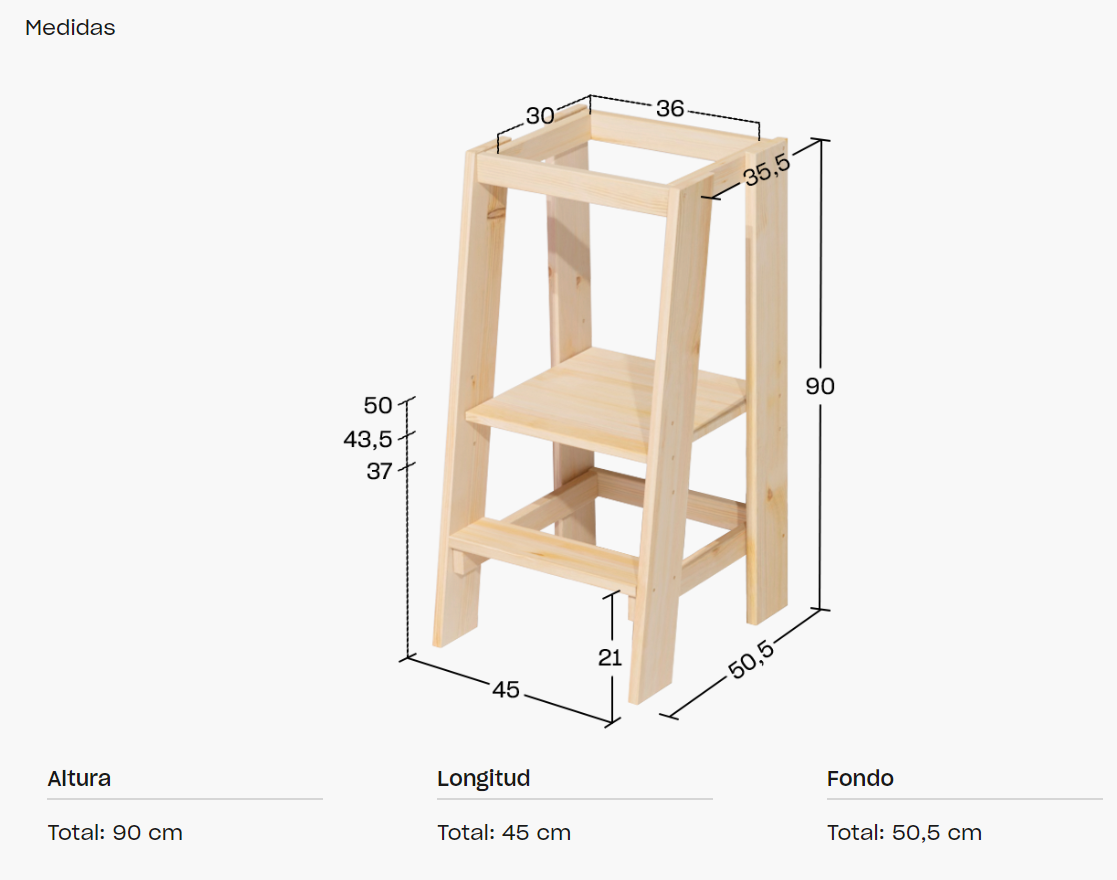 Medidas
30
36
35,5
90
50
43,5
37
21
50,5
45
Altura
Longitud
Fondo
Total: 90 cm
Total: 45 cm
Total: 50,5 cm